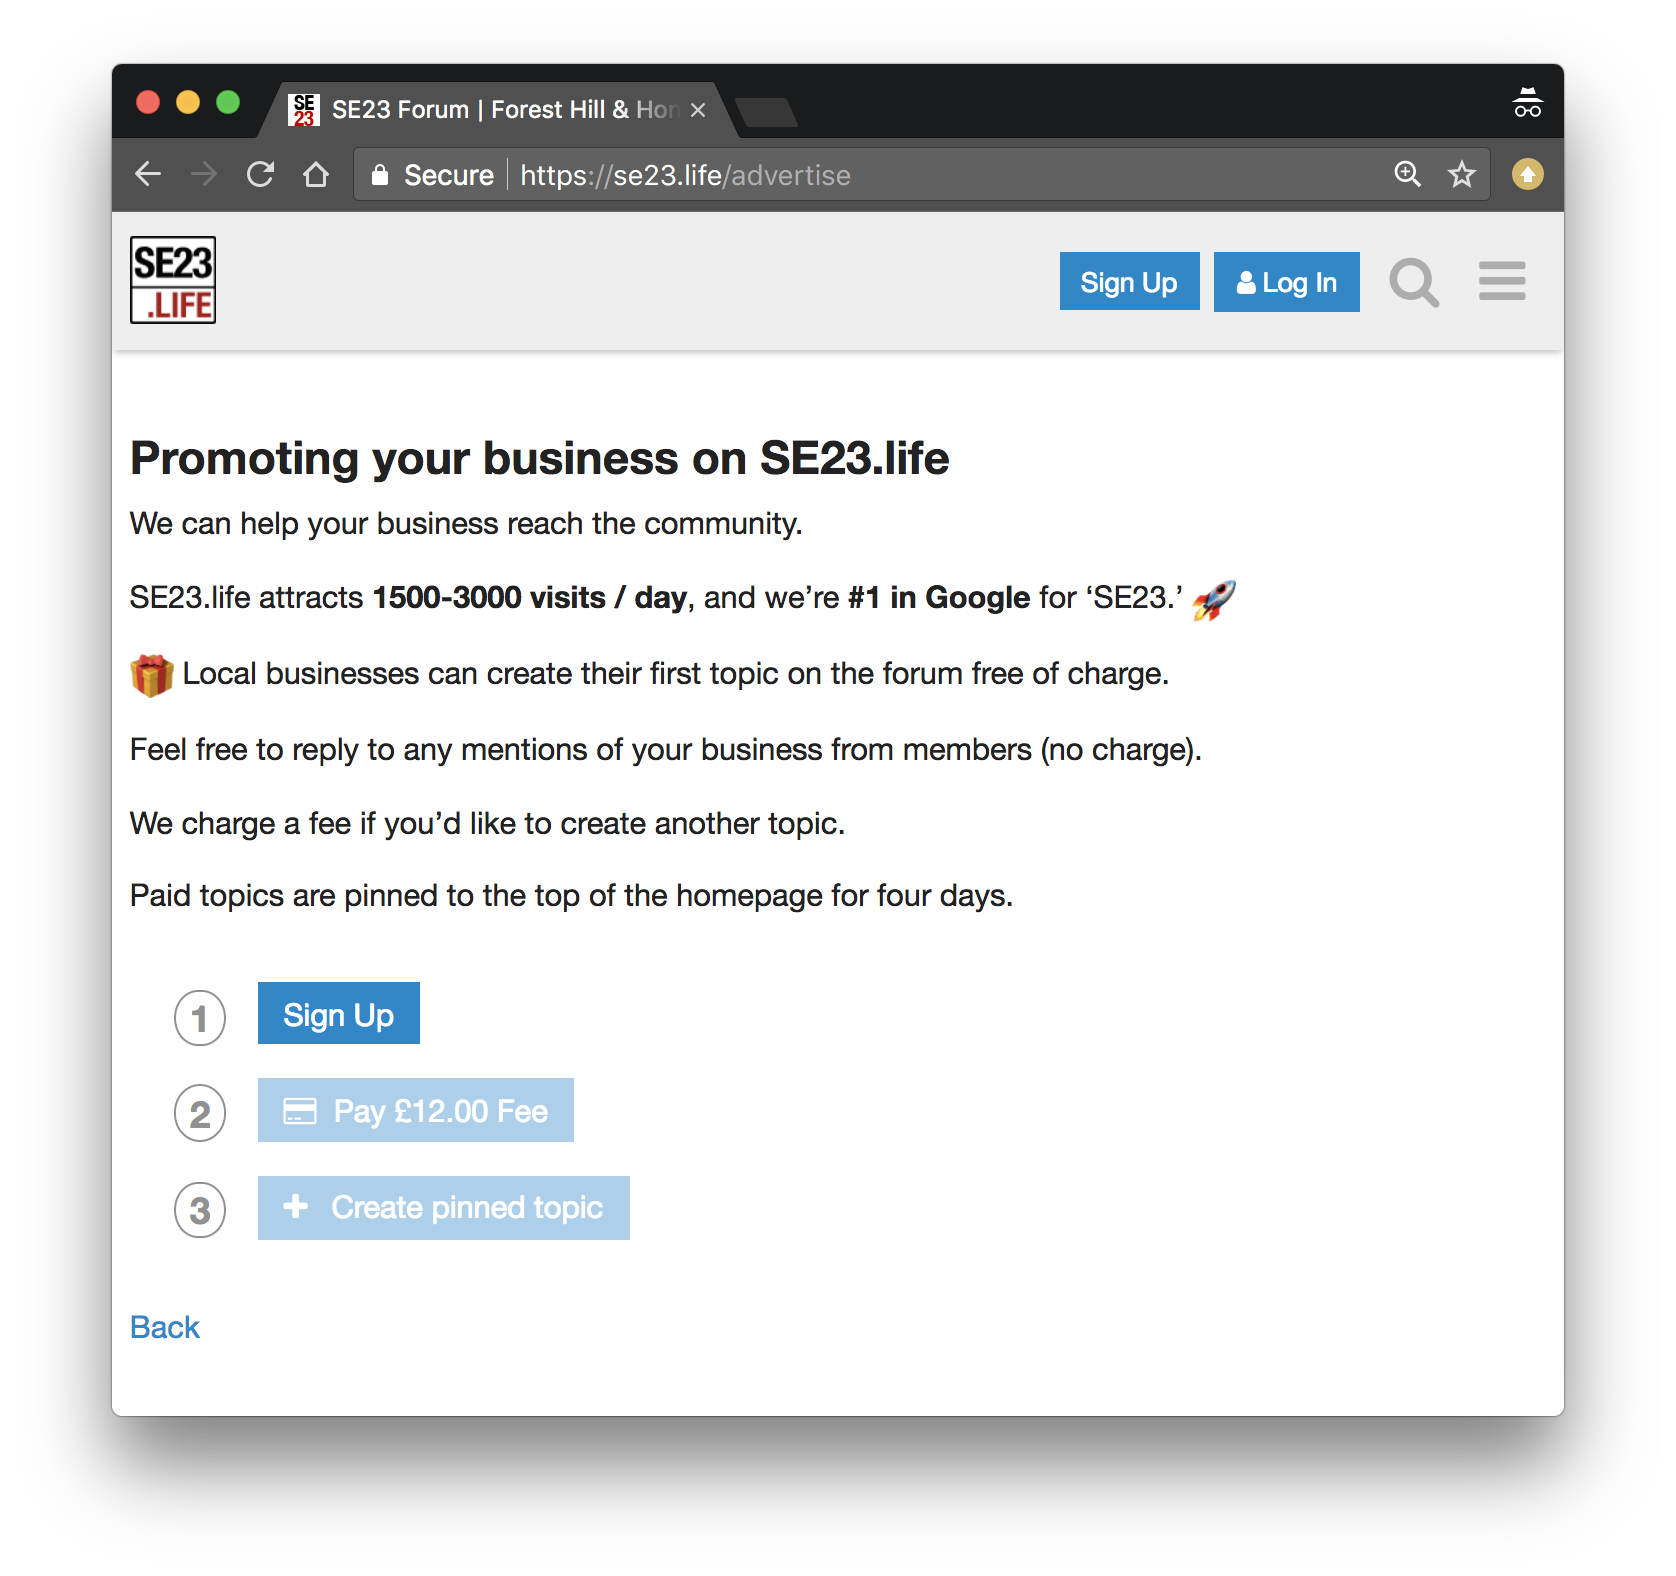 SE
23
SE23 Forum | Forest Hill & Hon
Secure
https://se23.life/advertise
SE23
.LIFE
Sign Up
Log In
Promoting your business on SE23.life
We can help your business reach the community.
SE23.life attracts 1500-3000 visits / day, and we’re #1 in Google for ‘SE23.’
Local businesses can create their first topic on the forum free of charge.
Feel free to reply to any mentions of your business from members (no charge).
We charge a fee if you’d like to create another topic.
Paid topics are pinned to the top of the homepage for four days.
1 Sign Up
2 Pay £12.00 Fee
3 Create pinned topic
Back